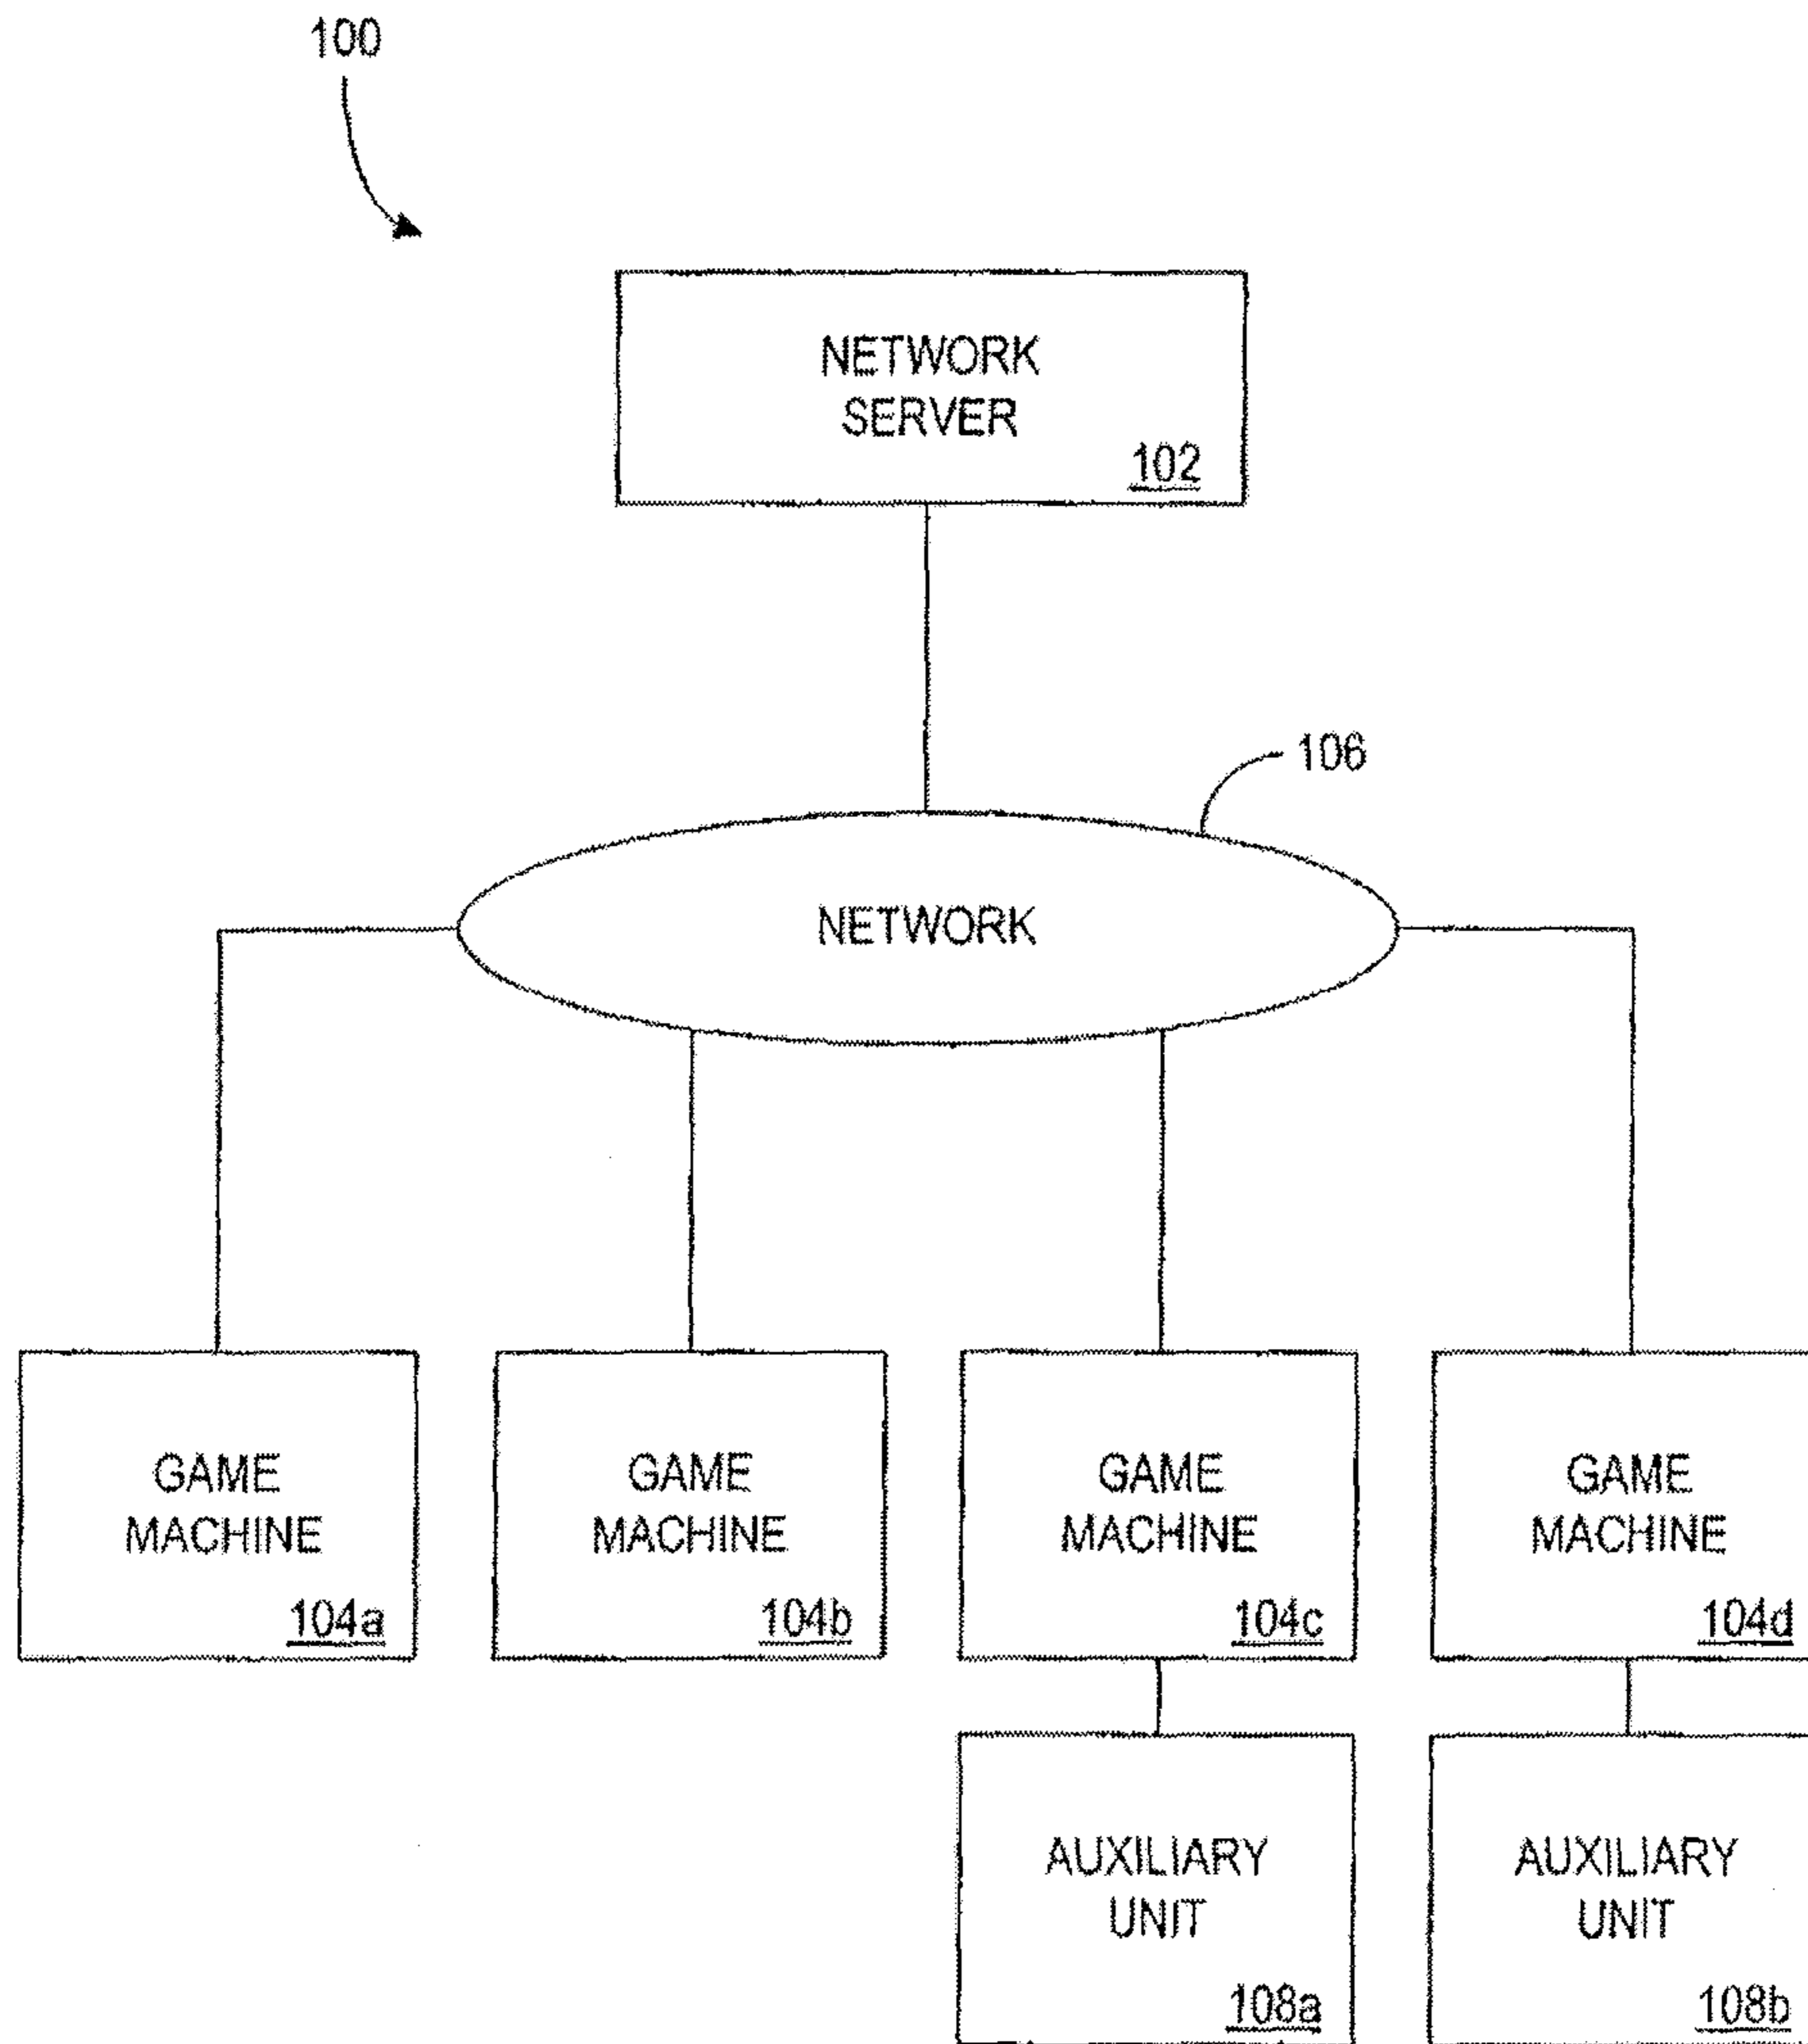 100
NETWORK
SERVER
102
106
NETWORK
GAME
MACHINE
104a
GAME
MACHINE
104b
GAME
MACHINE
104c
GAME
MACHINE
104d
AUXILIARY
UNIT
108a
AUXILIARY
UNIT
108b